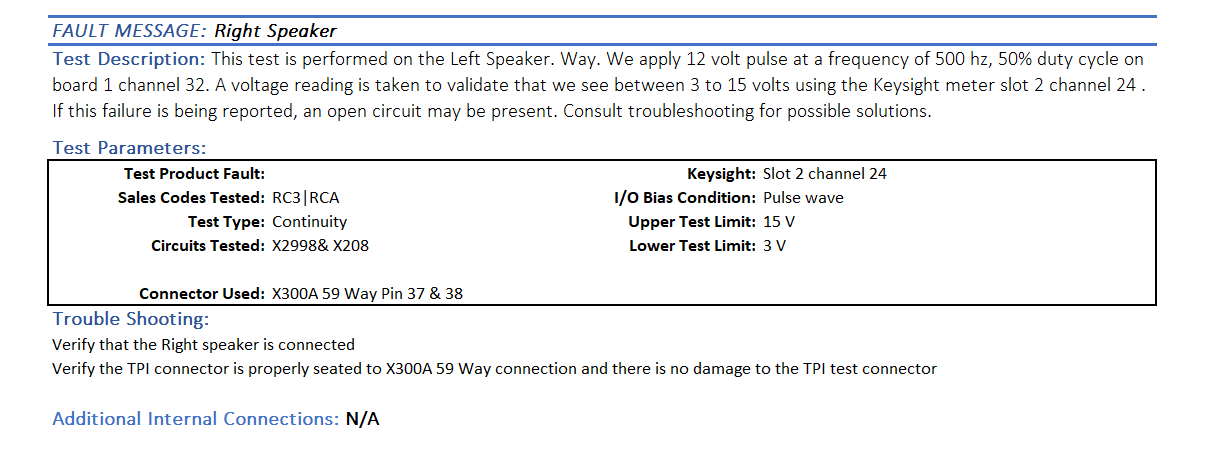 FAULT MESSAGE: Right Speaker
Test Description: This test is performed on the Left Speaker. Way. We apply 12 volt pulse at a frequency of 500 hz, 50% duty cycle on
board 1 channel 32. A voltage reading is taken to validate that we see between 3 to 15 volts using the Keysight meter slot 2 channel 24 .
If this failure is being reported, an open circuit may be present. Consult troubleshooting for possible solutions.
Test Parameters:
Test Product Fault: Keysight: Slot 2 channel 24
Sales Codes Tested: RC3|RCA I/O Bias Condition: Pulse wave
Test Type: Continuity Upper Test Limit: 15 V
Circuits Tested: X2998& X208 Lower Test Limit: 3 V
Connector Used: X300A 59 Way Pin 37 & 38
Trouble Shooting:
Verify that the Right speaker is connected
Verify the TPI connector is properly seated to X300A 59 Way connection and there is no damage to the TPI test connector
Additional Internal Connections: N/A